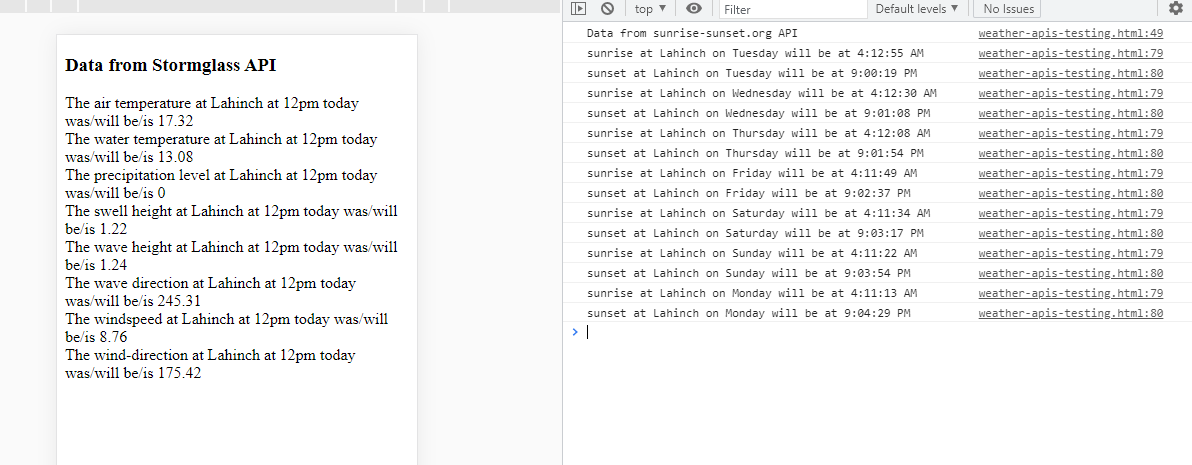 Data from Stormglass API
The air temperature at Lahinch at 12pm today
was/will be/is 17.32
The water temperature at Lahinch at 12pm today
was/will be/is 13.08
The precipitation level at Lahinch at 12pm today
was/will be/is 0
The swell height at Lahinch at 12pm today was/will
be/is 1.22
The wave height at Lahinch at 12pm today was/will
be/is 1.24
The wave direction at Lahinch at 12pm today
was/will be/is 245.31
The windspeed at Lahinch at 12pm today was/will
be/is 8.76
The wind-direction at Lahinch at 12pm today
was/will be/is 175.42
top ▼ Filter Default levels ▼ No Issues
Data from sunrise-sunset.org API weather-apis-testing.html:49
sunrise at Lahinch on Tuesday will be at 4:12:55 AM weather-apis-testing.html:79
sunset at Lahinch on Tuesday will be at 9:00:19 PM weather-apis-testing.html:80
sunrise at Lahinch on Wednesday will be at 4:12:30 AM weather-apis-testing.html:79
sunset at Lahinch on Wednesday will be at 9:01:08 PM weather-apis-testing.html:80
sunrise at Lahinch on Thursday will be at 4:12:08 AM weather-apis-testing.html:79
sunset at Lahinch on Thursday will be at 9:01:54 PM weather-apis-testing.html:80
sunrise at Lahinch on Friday will be at 4:11:49 AM weather-apis-testing.html:79
sunset at Lahinch on Friday will be at 9:02:37 PM weather-apis-testing.html:80
sunrise at Lahinch on Saturday will be at 4:11:34 AM weather-apis-testing.html:79
sunset at Lahinch on Saturday will be at 9:03:17 PM weather-apis-testing.html:80
sunrise at Lahinch on Sunday will be at 4:11:22 AM weather-apis-testing.html:79
sunset at Lahinch on Sunday will be at 9:03:54 PM weather-apis-testing.html:80
sunrise at Lahinch on Monday will be at 4:11:13 AM weather-apis-testing.html:79
sunset at Lahinch on Monday will be at 9:04:29 PM weather-apis-testing.html:80